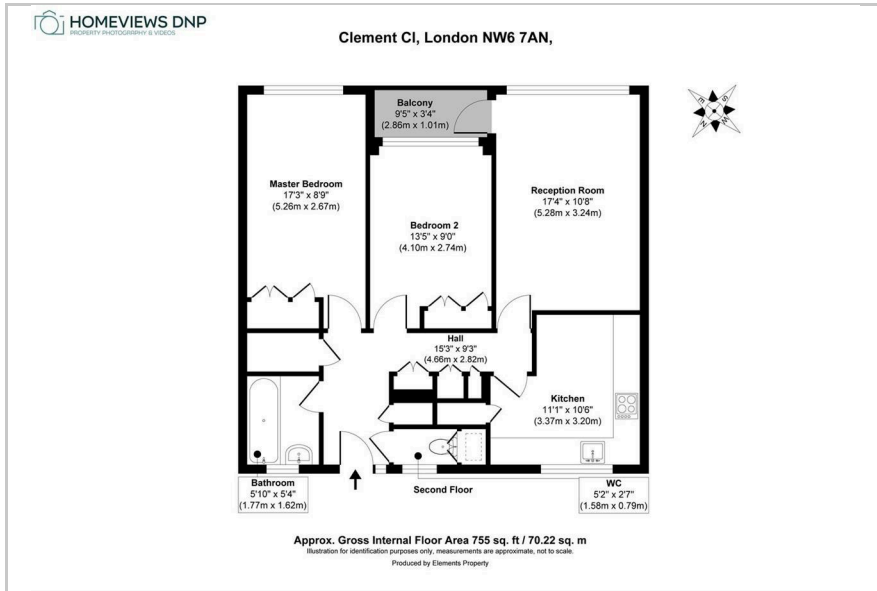 HOMEVIEWS DNP
PROPERTY PHOTOGRAPHY & VIDEOS
Clement Cl, London NW6 7AN,
Balcony
9'5" x 3'4"
(2.86m x 1.01m)
S
E
W
N
Master Bedroom
17'3" x 8'9"
(5.26m x 2.67m)
Reception Room
17'4" x 10'8"
(5.28m x 3.24m)
Bedroom 2
13'5" x 9'0"
(4.10m x 2.74m)
Hall
15'3" x 9'3"
(4.66m x 2.82m)
Kitchen
11'1" x 10'6"
(3.37m x 3.20m)
Bathroom
5'10" x 5'4"
(1.77m x 1.62m)
Second Floor
WC
5'2" x 2'7"
(1.58m x 0.79m)
Approx. Gross Internal Floor Area 755 sq. ft / 70.22 sq. m
Illustration for identification purposes only, measurements are approximate, not to scale.
Produced by Elements Property